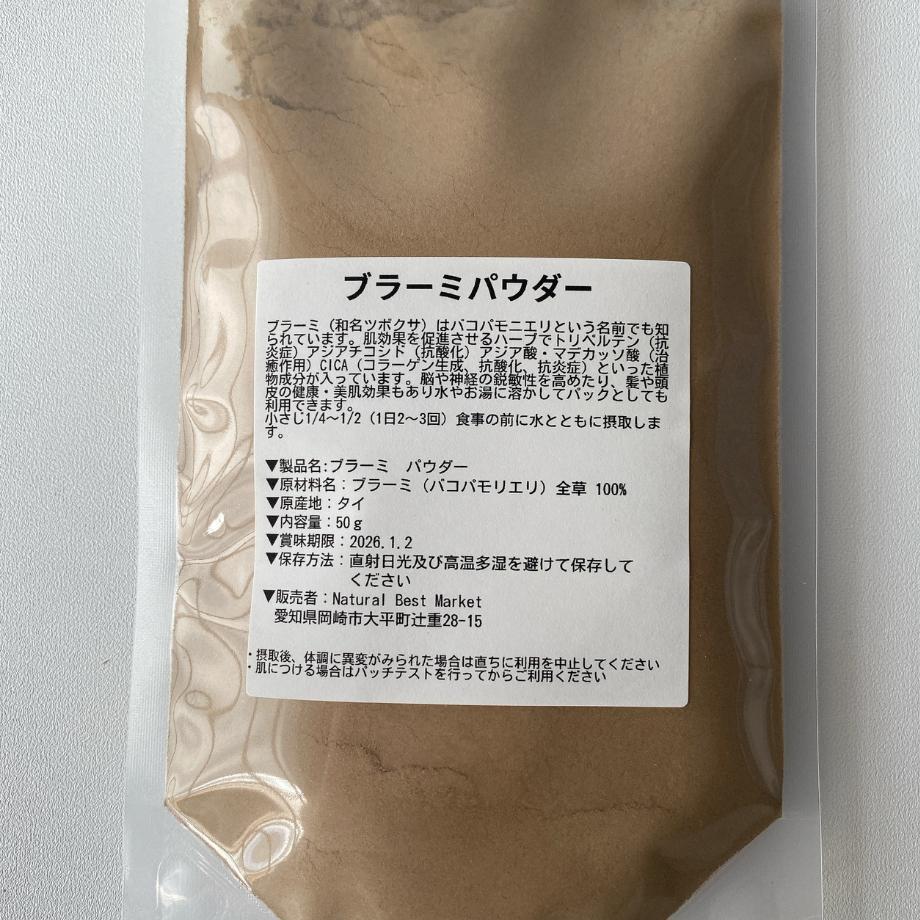 ブラーミパウダー
ブラーミ（和名ツボクサ）はバコパモニエリという名前でも知
られています。肌効果を促進させるハーブでトリペルテン（抗
炎症）アジアチコシド（抗酸化）アジア酸・マデカッソ酸（治
癒作用）CICA（コラーゲン生成、抗酸化、抗炎症）といった植
物成分が入っています。脳や神経の鋭敏性を高めたり、髪や頭
皮の健康・美肌効果もあり水やお湯に溶かしてパックとしても
利用できます。
小さじ1/4～1/2（1日2～3回）食事の前に水とともに摂取しま
す。
▼製品名:ブラーミ　パウダー
▼原材料名：ブラーミ（バコパモリエリ）全草 100%
▼原産地：タイ
▼内容量：50ｇ
▼賞味期限：2026.1.2
▼保存方法：直射日光及び高温多湿を避けて保存して
ください
▼販売者：Natural Best Market
愛知県岡崎市大平町辻重28-15
・摂取後、体調に異変がみられた場合は直ちに利用を中止してください
・肌につける場合はパッチテストを行ってからご利用ください